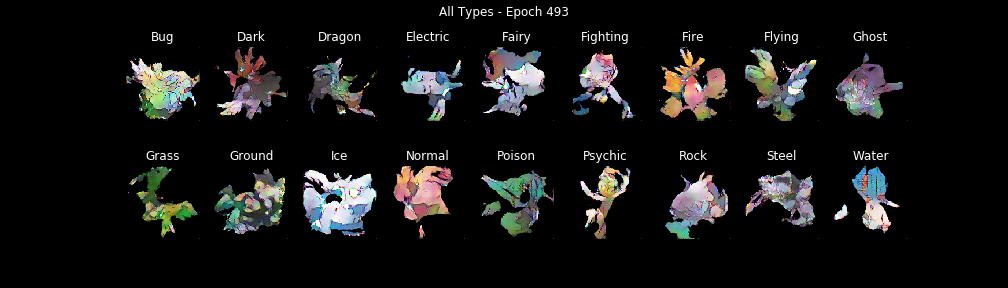 All Types - Epoch 493
Bug Dark Dragon Electric Fairy Fighting Fire Flying Ghost
Grass Ground Ice Normal Poison Psychic Rock Steel Water